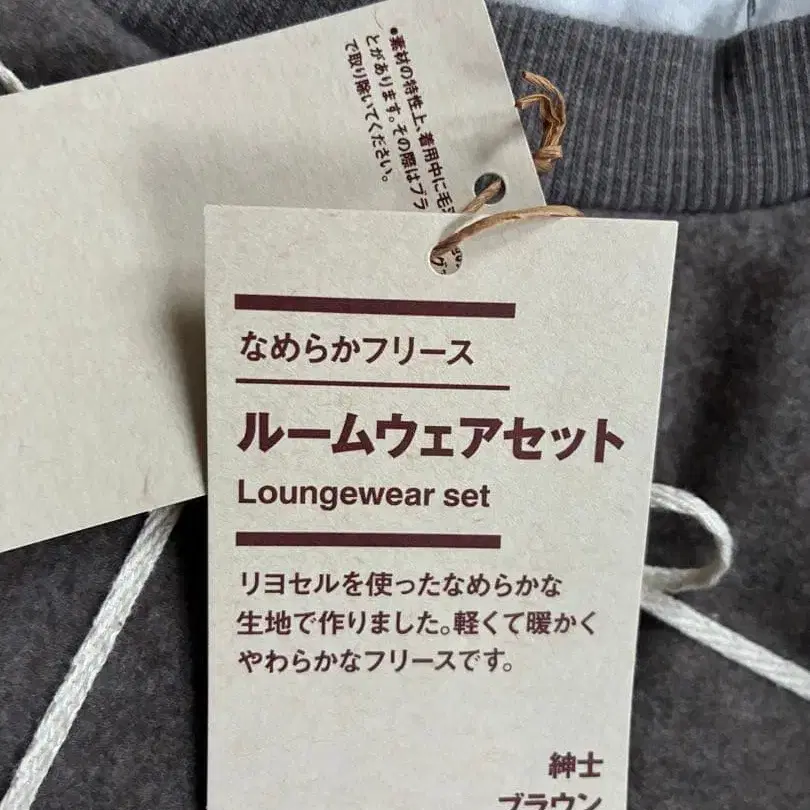 ●素材の特性上、着用中に毛
とがあります。その際はブラ
で取り除いてください。
なめらかフリース
ルームウェアセット
Loungewear set
リヨセルを使ったなめらかな
生地で作りました。軽くて暖かく
やわらかなフリースです。
紳士
ブラウン